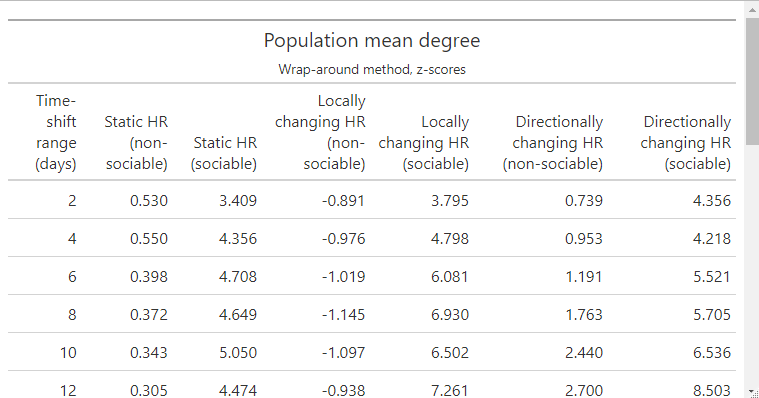 Population mean degree
Wrap-around method, z-scores
Time-shift range (days) Static HR (non-sociable) Static HR (sociable) Locally changing HR (non-sociable) Locally changing HR (sociable) Directionally changing HR (non-sociable) Directionally changing HR (sociable)
2 0.530 3.409 -0.891 3.795 0.739 4.356
4 0.550 4.356 -0.976 4.798 0.953 4.218
6 0.398 4.708 -1.019 6.081 1.191 5.521
8 0.372 4.649 -1.145 6.930 1.763 5.705
10 0.343 5.050 -1.097 6.502 2.440 6.536
12 0.305 4.474 -0.938 7.261 2.700 8.503